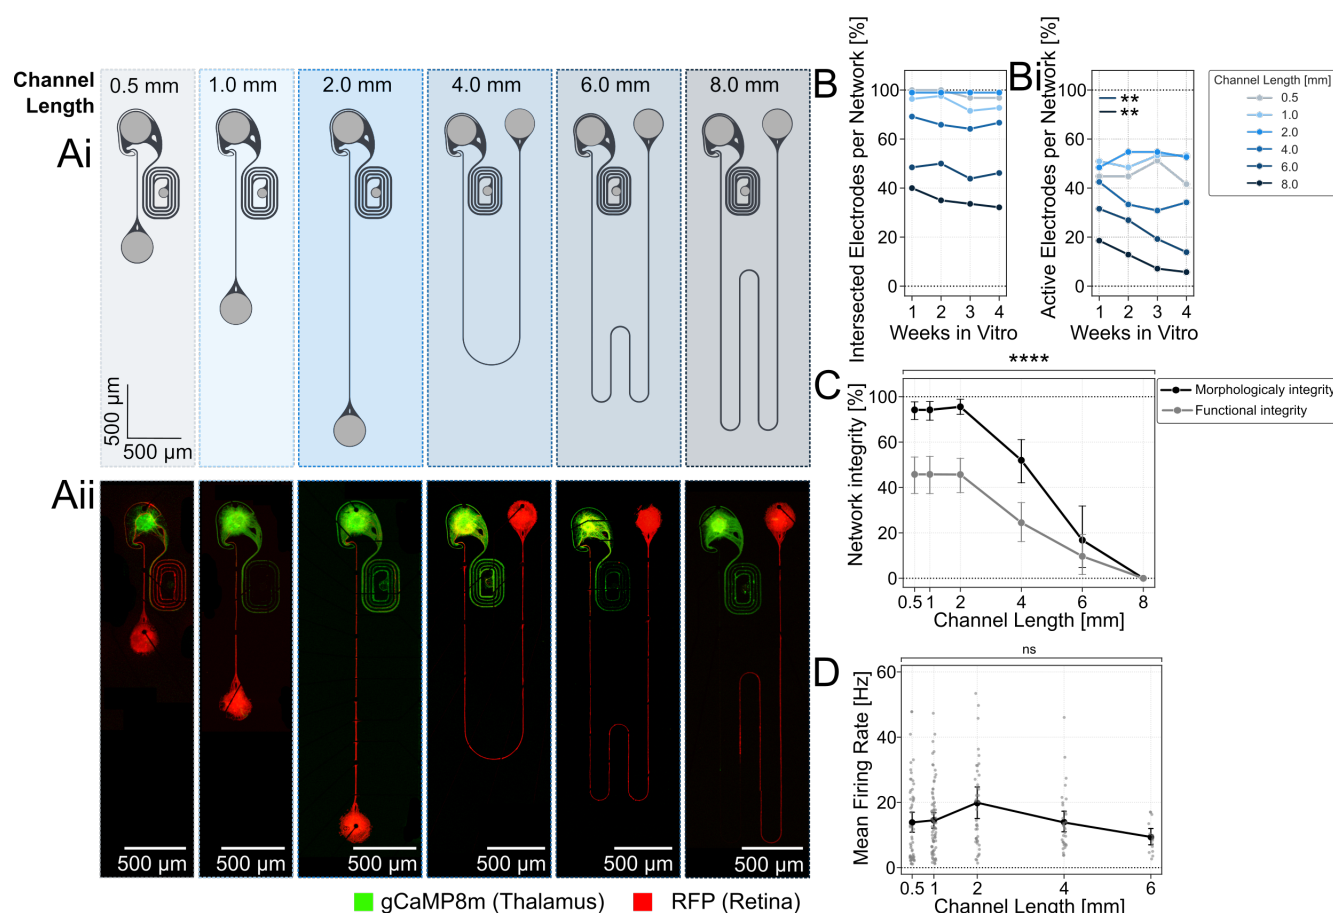 Channel
Length
0.5 mm
1.0 mm
2.0 mm
4.0 mm
6.0 mm
8.0 mm
Ai
500 µm
500 µm
Aii
500 µm
500 µm
500 µm
500 µm
500 µm
500 µm
gCaMP8m (Thalamus)
RFP (Retina)
B
Intersected Electrodes per Network [%]
100
60
40
20
0
1 2 3 4
Weeks in Vitro
Bi
Active Electrodes per Network [%]
100
60
40
20
0
**
**
1 2 3 4
Weeks in Vitro
Channel Length [mm]
0.5
1.0
2.0
4.0
6.0
8.0
C
****
Network integrity [%]
100
60
40
20
0
0.5 1 2 4 6 8
Channel Length [mm]
Morphologicaly integrity
Functional integrity
D
ns
Mean Firing Rate [Hz]
60
40
20
0
0.5 1 2 4 6
Channel Length [mm]